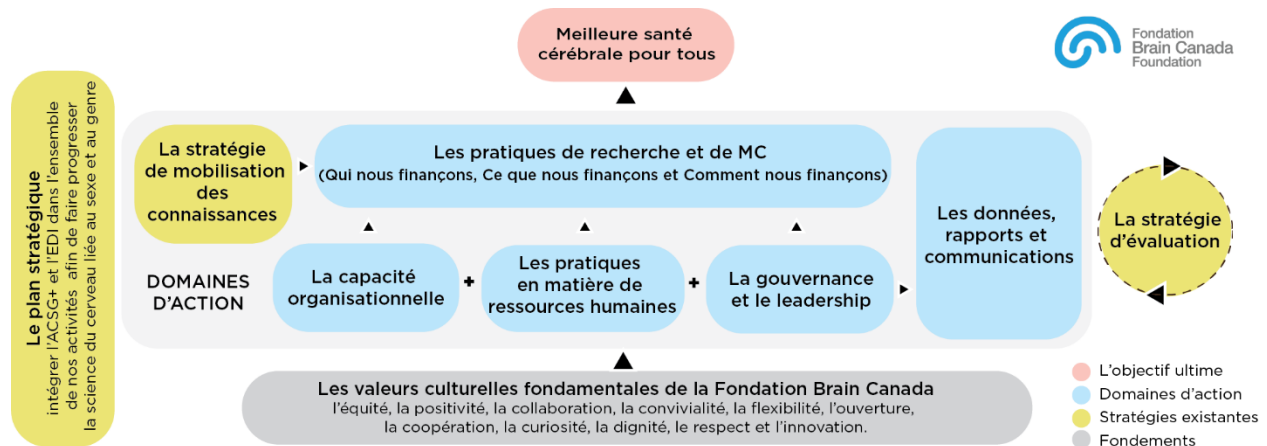 Meilleure santé
cérébrale pour tous
Fondation
Brain Canada
Foundation
Le plan stratégique
intégrer l'ACSG+ et l'EDI dans l'ensemble
de nos activités afin de faire progresser
la science du cerveau liée au sexe et au genre
La stratégie
de mobilisation
des
connaissances
Les pratiques de recherche et de MC
(Qui nous finançons, Ce que nous finançons et Comment nous finançons)
Les données,
rapports et
communications
La stratégie
d'évaluation
DOMAINES
D'ACTION
La capacité
organisationnelle
+
Les pratiques
en matière de
ressources humaines
+
La gouvernance
et le leadership
Les valeurs culturelles fondamentales de la Fondation Brain Canada
l'équité, la positivité, la collaboration, la convivialité, la flexibilité, l'ouverture,
la coopération, la curiosité, la dignité, le respect et l'innovation.
L'objectif ultime
Domaines d'action
Stratégies existantes
Fondements